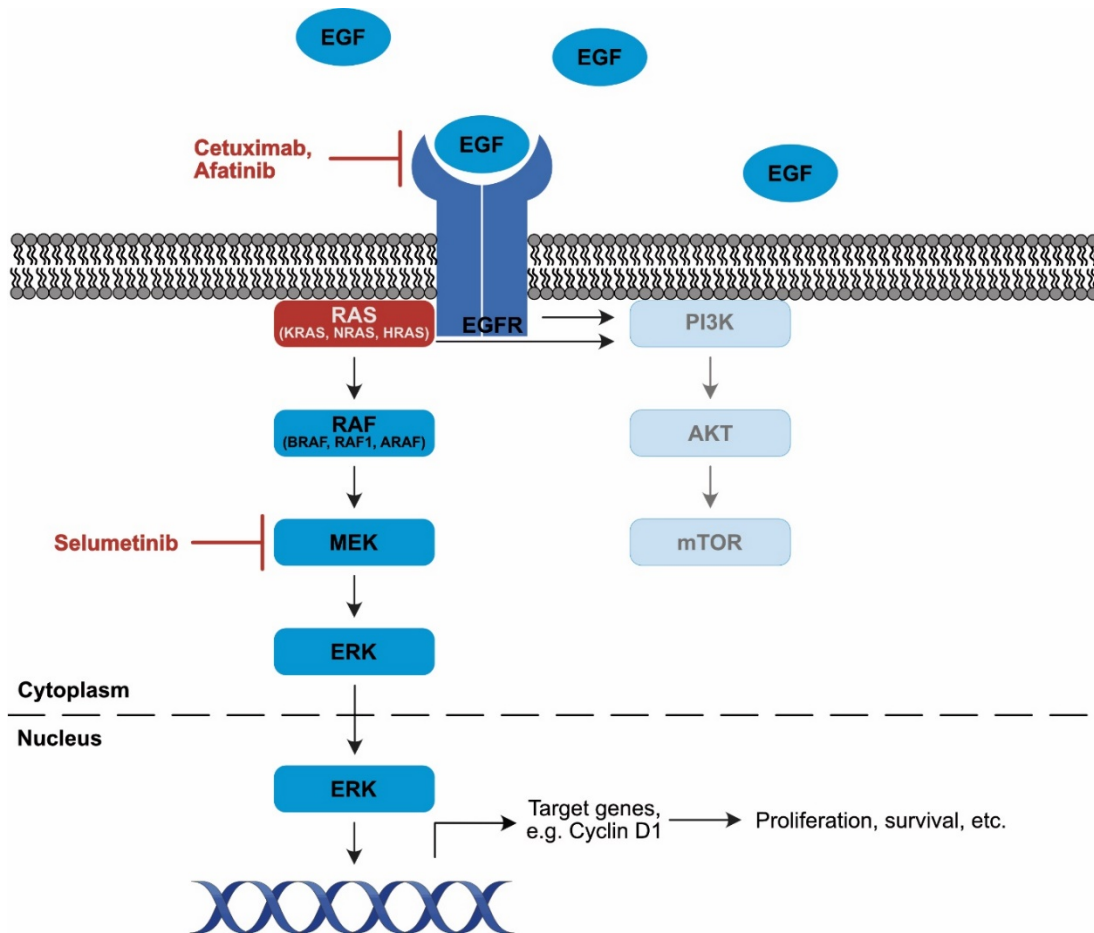 EGF
EGF
EGF
EGF
Cetuximab,
Afatinib
RAS
(KRAS, NRAS, HRAS)
EGFR
PI3K
RAF
(BRAF, RAF1, ARAF)
AKT
Selumetinib
MEK
mTOR
ERK
Cytoplasm
Nucleus
ERK
Target genes,
e.g. Cyclin D1
Proliferation, survival, etc.